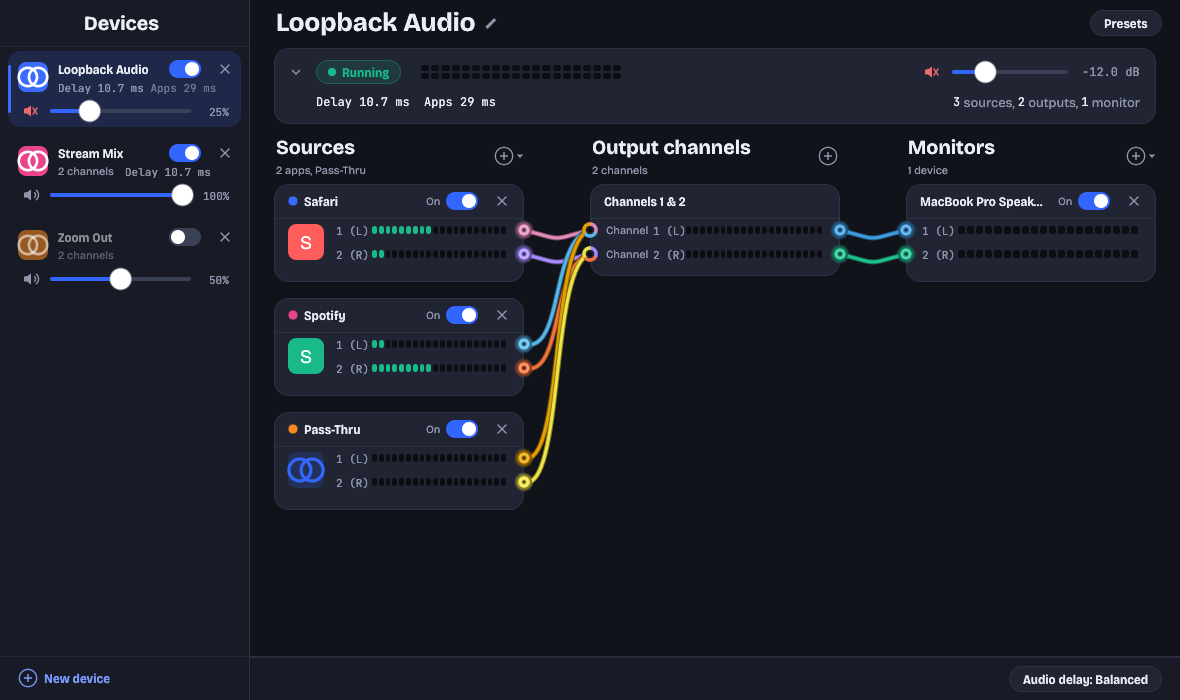 Devices
Loopback Audio
Delay 10.7 ms Apps 29 ms
25%
Stream Mix
2 channels Delay 10.7 ms
100%
Zoom Out
2 channels
50%
New device
Loopback Audio
Presets
Running
-12.0 dB
Delay 10.7 ms Apps 29 ms
3 sources, 2 outputs, 1 monitor
Sources
2 apps, Pass-Thru
Safari On
S
1 (L)
2 (R)
Spotify On
S
1 (L)
2 (R)
Pass-Thru On
1 (L)
2 (R)
Output channels
2 channels
Channels 1 & 2
Channel 1 (L)
Channel 2 (R)
Monitors
1 device
MacBook Pro Speak... On
1 (L)
2 (R)
Audio delay: Balanced